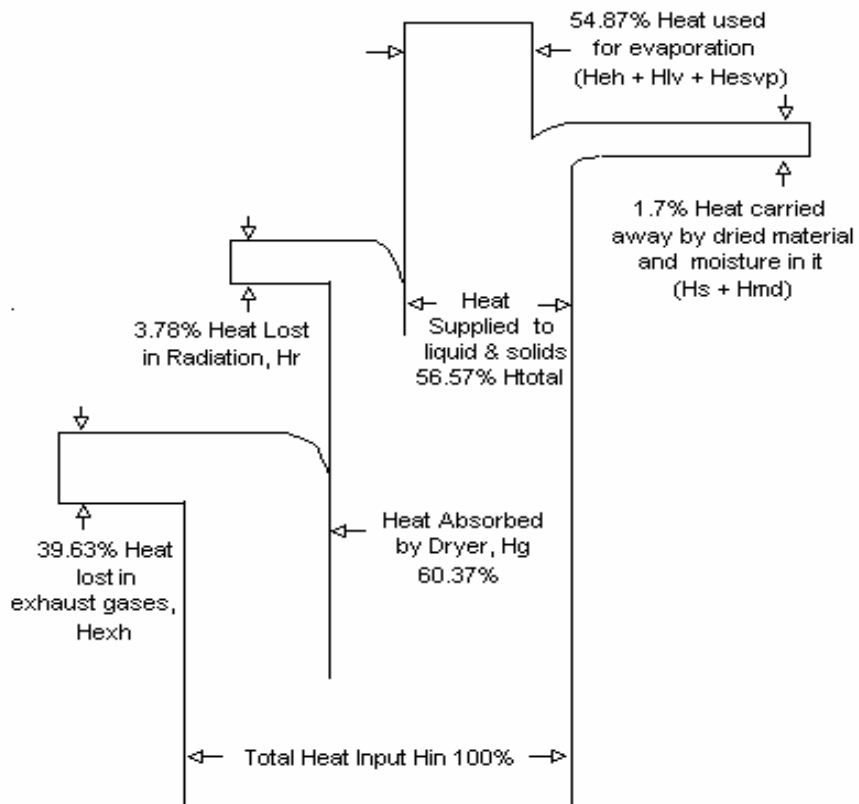 54.87% Heat used
for evaporation
(Heh + Hlv + Hesvp)
1.7% Heat carried
avway by dried material
and moisture in it
(Hs + Hmd)
3.78% Heat Lost
in Radiation, Hr
Heat
Supplied to
liquid & solids
56.57% Htotal
39.63% Heat
lost in
exhaust gases,
Hexh
Heat Absorbed
by Dryer, Hg
60.37%
Total Heat Input Hin 100%